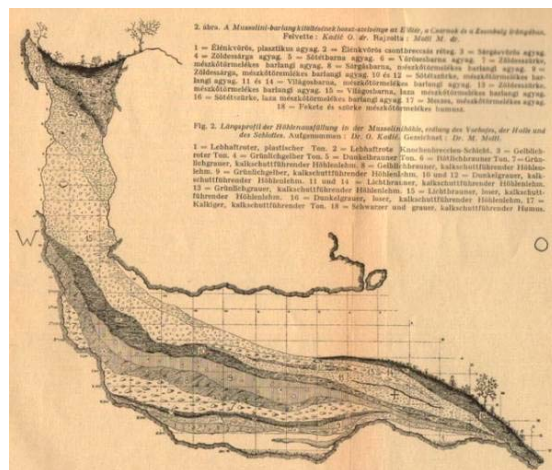 2. ábra. A Mussolini-barlang kitöltésének hossz-szelvénye az Előtér, a Csarnok és a Esenbolg irányában.
Felvette: Kadić O. dr. Rajzolta: Mottl M. dr.
1 = Élénkvörös, plasztikus agyag. 2 = Élénkvörös csontbreccsás réteg. 3 = Sárgásvörös agyag.
4 = Zöldessárga agyag. 5 = Sötétbarna agyag. 6 = Vörösesbarna agyag. 7 = Zöldesszürke,
mészkőtörmelékes barlangi agyag. 8 = Sárgásbarna, mészkőtörmelékes barlangi agyag. 9 =
Zöldessárga, mészkőtörmelékes barlangi agyag. 10 és 12 = Sötétszürke, mészkőtörmelékes bar-
langi agyag. 11 és 14 = Világosbarna, mészkőtörmelékes barlangi agyag. 13 = Zöldesszürke,
mészkőtörmelékes barlangi agyag. 15 = Világosbarna, laza mészkőtörmelékes barlangi agyag.
16 = Sötétszürke, laza mészkőtörmelékes barlangi agyag. 17 = Meszes, mészkőtörmelékes agyag.
18 = Fekete és szürke mészkőtörmelékes humusz.
Fig. 2. Längsprofil der Höhlenausfüllung in der Mussolinihöhle, entlang des Vorhofes, der Halle und
des Schlottes. Aufgenommen: Dr. O. Kadić. Gezeichnet: Dr. M. Mottl.
1 = Lebhaftroter, plastischer Ton. 2 = Lebhaftrote Knochenbreccien-Schicht. 3 = Gelblich-
roter Ton. 4 = Grünlichgelber Ton. 5 = Dunkelbrauner Ton. 6 = Rötlichbrauner Ton. 7 = Grün-
lichgrauer, kalkschuttführender Höhlenlehm. 8 = Gelblichbrauner, kalkschuttführender Höhlen-
lehm. 9 = Grünlichgelber, kalkschuttführender Höhlenlehm. 10 und 12 = Dunkelgrauer, kalk-
schuttführender Höhlenlehm. 11 und 14 = Lichtbrauner, kalkschuttführender Höhlenlehm.
13 = Grünlichgrauer, kalkschuttführender Höhlenlehm. 15 = Lichtbrauner, loser, kalkschutt-
führender Höhlenlehm. 16 = Dunkelgrauer, loser, kalkschuttführender Höhlenlehm. 17 =
Kalkiger, kalkschuttführender Ton. 18 = Schwarzer und grauer, kalkschuttführender Humus.
W
O
15